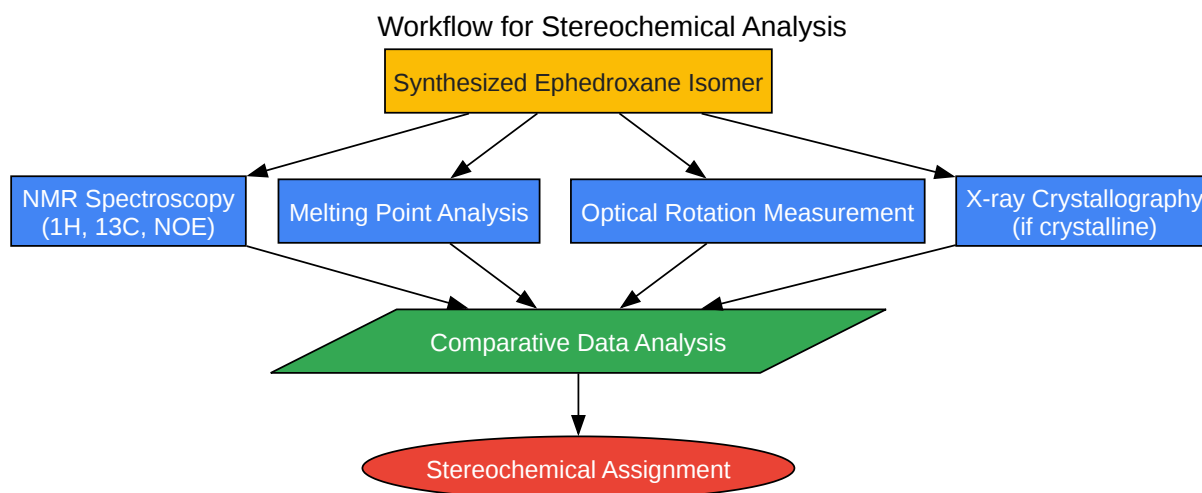 Workflow for Stereochemical Analysis
Synthesized Ephedroxane Isomer
NMR Spectroscopy
(1H, 13C, NOE)
Melting Point Analysis
Optical Rotation Measurement
X-ray Crystallography
(if crystalline)
Comparative Data Analysis
Stereochemical Assignment